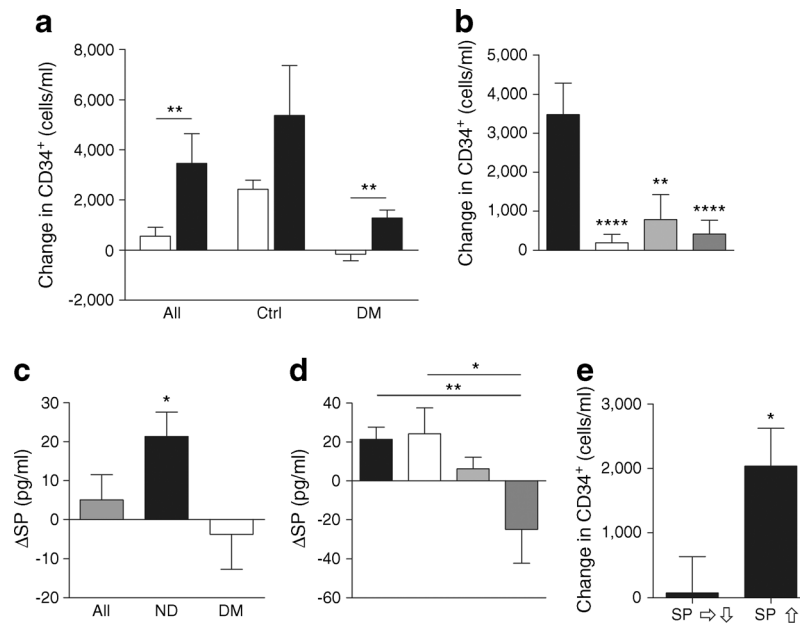 a
Change in CD34+ (cells/ml)
8,000
6,000
4,000
2,000
0
-2,000
**
**
All Ctrl DM
b
Change in CD34+ (cells/ml)
5,000
4,000
3,000
2,000
1,000
0
****
**
****
c
ΔSP (pg/ml)
30
20
10
0
-10
-20
*
All ND DM
d
ΔSP (pg/ml)
40
20
0
-20
-40
-60
*
**
e
Change in CD34+ (cells/ml)
3,000
2,000
1,000
0
*
SP ⇨ ⇩ SP ⇧